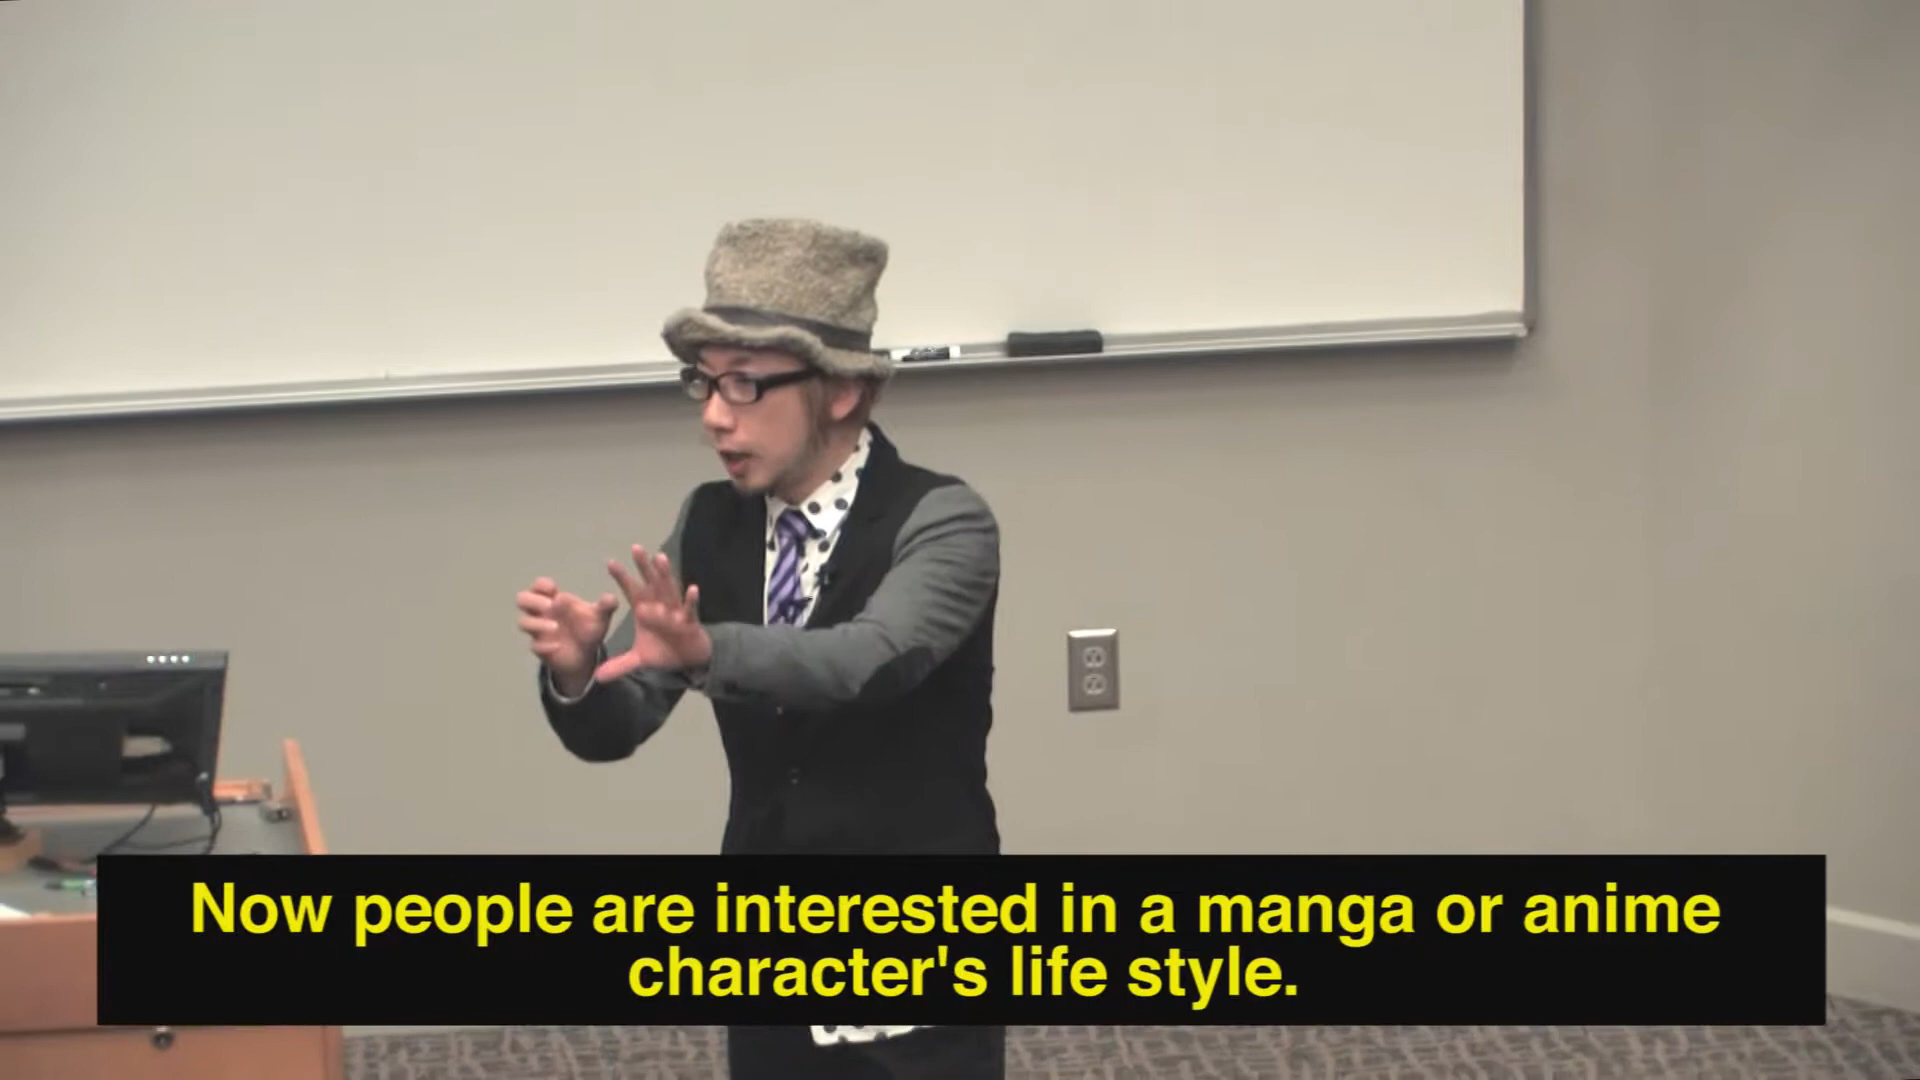 Now people are interested in a manga or anime
character's life style.